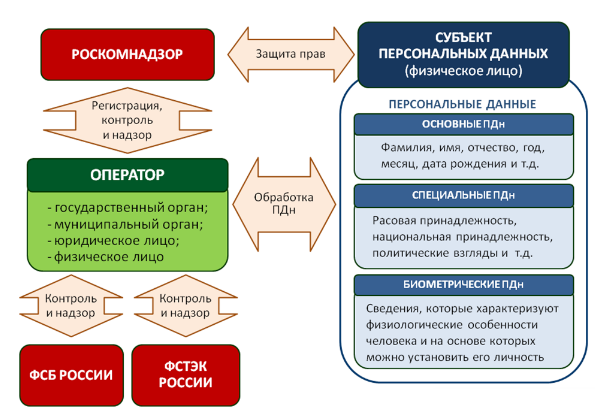 РОСКОМНАДЗОР
Защита прав
СУБЪЕКТ
ПЕРСОНАЛЬНЫХ ДАННЫХ
(физическое лицо)
Регистрация,
контроль
и надзор
ОПЕРАТОР
- государственный орган;
- муниципальный орган;
- юридическое лицо;
- физическое лицо
Обработка
ПДн
Контроль
и надзор
Контроль
и надзор
ФСБ РОССИИ
ФСТЭК
РОССИИ
ПЕРСОНАЛЬНЫЕ ДАННЫЕ
ОСНОВНЫЕ ПДн
Фамилия, имя, отчество, год,
месяц, дата рождения и т.д.
СПЕЦИАЛЬНЫЕ ПДн
Расовая принадлежность,
национальная принадлежность,
политические взгляды и т.д.
БИОМЕТРИЧЕСКИЕ ПДн
Сведения, которые характеризуют
физиологические особенности
человека и на основе которых
можно установить его личность